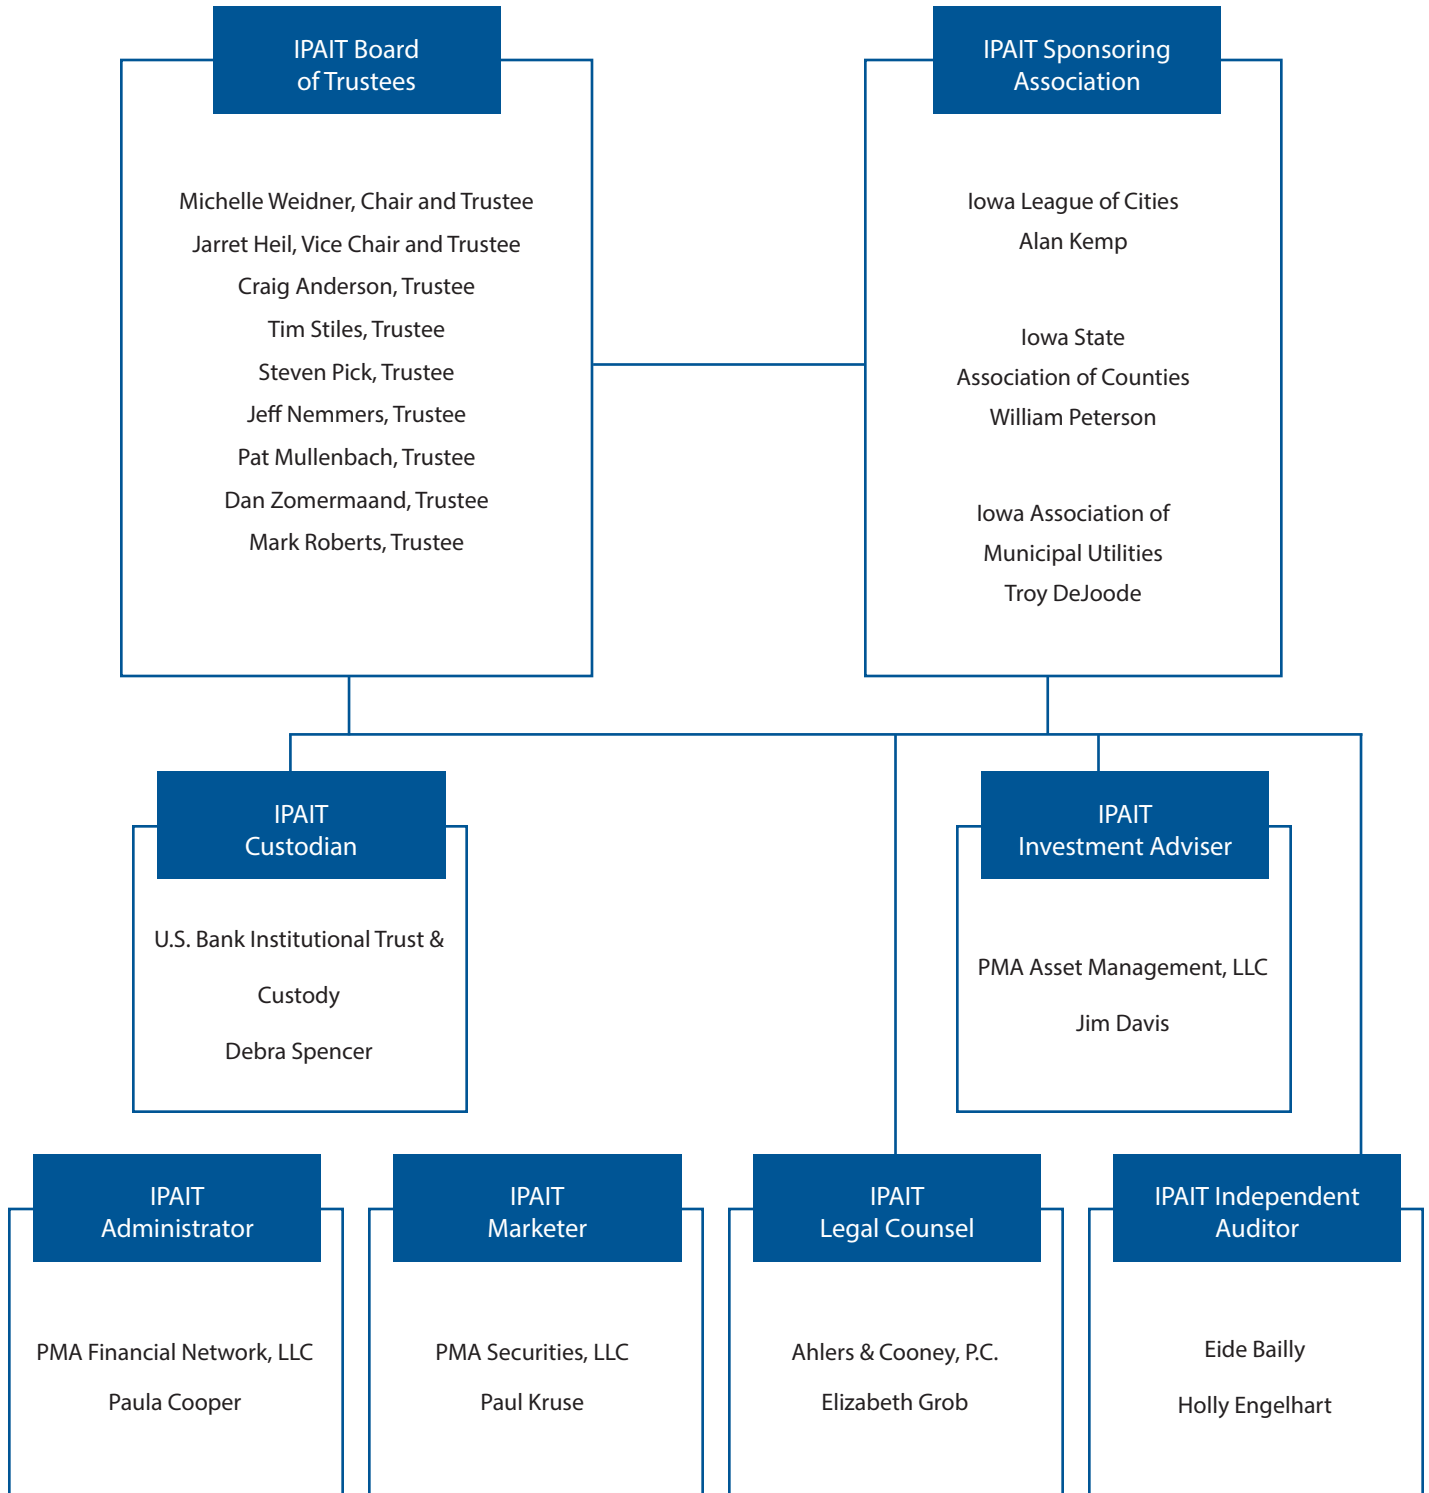 IPAIT Board
of Trustees
Michelle Weidner, Chair and Trustee
Jarret Heil, Vice Chair and Trustee
Craig Anderson, Trustee
Tim Stiles, Trustee
Steven Pick, Trustee
Jeff Nemmers, Trustee
Pat Mullenbach, Trustee
Dan Zomermaand, Trustee
Mark Roberts, Trustee
IPAIT Sponsoring
Association
Iowa League of Cities
Alan Kemp
Iowa State
Association of Counties
William Peterson
Iowa Association of
Municipal Utilities
Troy DeJoode
IPAIT
Custodian
U.S. Bank Institutional Trust &
Custody
Debra Spencer
IPAIT
Investment Adviser
PMA Asset Management, LLC
Jim Davis
IPAIT
Administrator
PMA Financial Network, LLC
Paula Cooper
IPAIT
Marketer
PMA Securities, LLC
Paul Kruse
IPAIT
Legal Counsel
Ahlers & Cooney, P.C.
Elizabeth Grob
IPAIT Independent
Auditor
Eide Bailly
Holly Engelhart